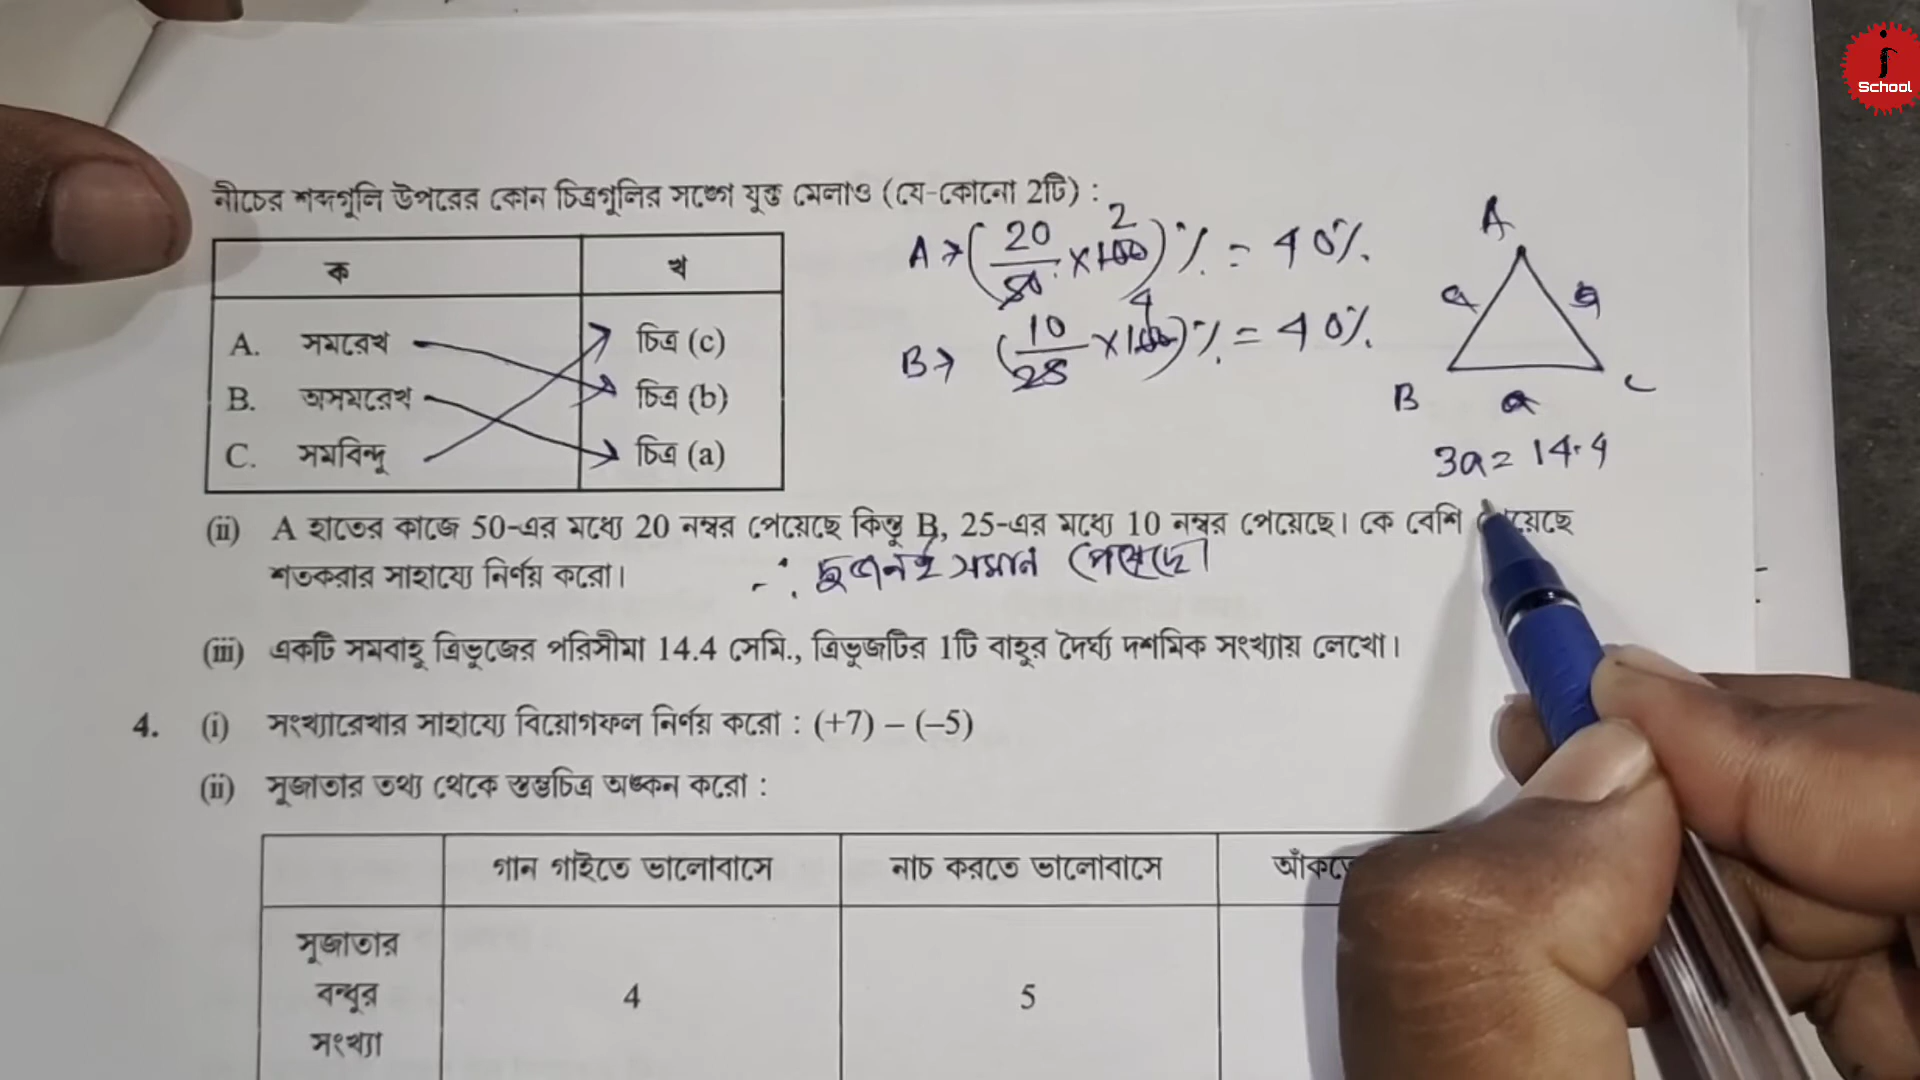 School
নীচের শব্দগুলি উপরের কোন চিত্রগুলির সঙ্গে যুক্ত মেলাও (যে-কোনো 2টি) :
ক খ
A. সমরেখ চিত্র (c)
B. অসমরেখ চিত্র (b)
C. সমবিন্দু চিত্র (a)
A → (20/50 × 100)% = 40%
2
B → (10/25 × 100)% = 40%
4
A
a a
B a C
3a = 14.4
(ii) A হাতের কাজে 50-এর মধ্যে 20 নম্বর পেয়েছে কিন্তু B, 25-এর মধ্যে 10 নম্বর পেয়েছে। কে বেশি পেয়েছে
শতকরার সাহায্যে নির্ণয় করো।
∴ দুজনই সমান পেয়েছে।
(iii) একটি সমবাহু ত্রিভুজের পরিসীমা 14.4 সেমি., ত্রিভুজটির 1টি বাহুর দৈর্ঘ্য দশমিক সংখ্যায় লেখো।
4. (i) সংখ্যারেখার সাহায্যে বিয়োগফল নির্ণয় করো : (+7) – (–5)
(ii) সুজাতার তথ্য থেকে স্তম্ভচিত্র অঙ্কন করো :
গান গাইতে ভালোবাসে নাচ করতে ভালোবাসে
সুজাতার
বন্ধুর 4 5
সংখ্যা